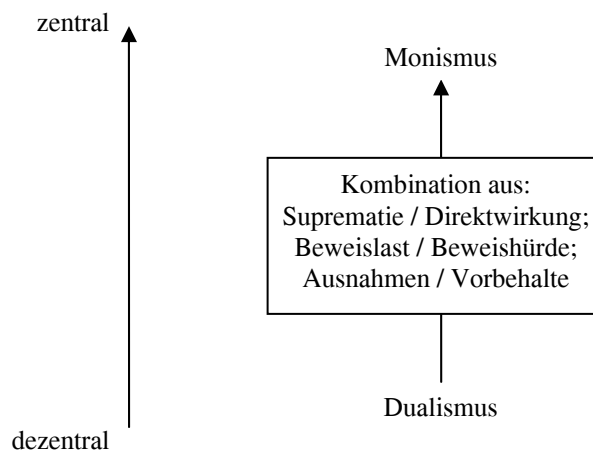 zentral
Monismus
Kombination aus:
Suprematie / Direktwirkung;
Beweislast / Beweishürde;
Ausnahmen / Vorbehalte
Dualismus
dezentral